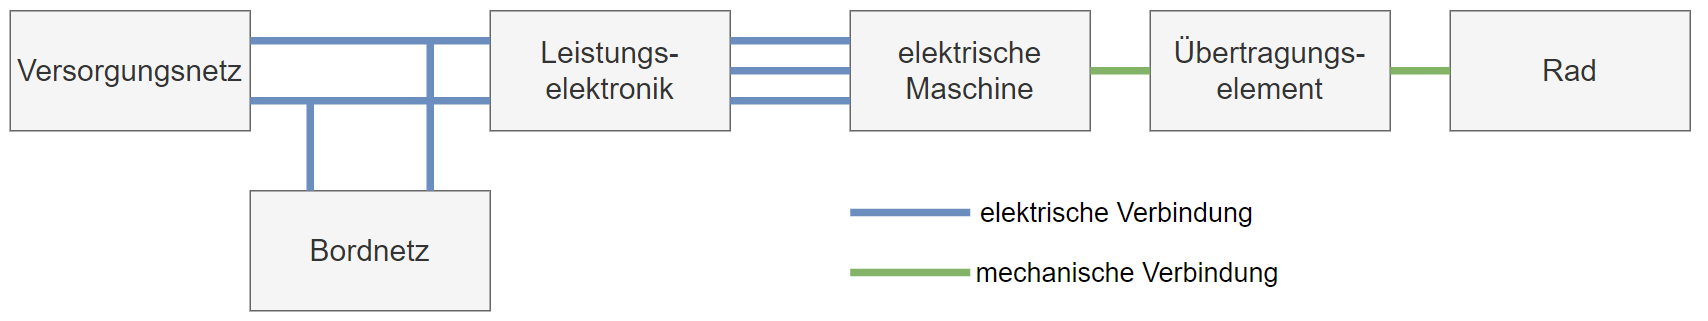 Versorgungsnetz
Leistungs-
elektronik
elektrische
Maschine
Übertragungs-
element
Rad
Bordnetz
elektrische Verbindung
mechanische Verbindung